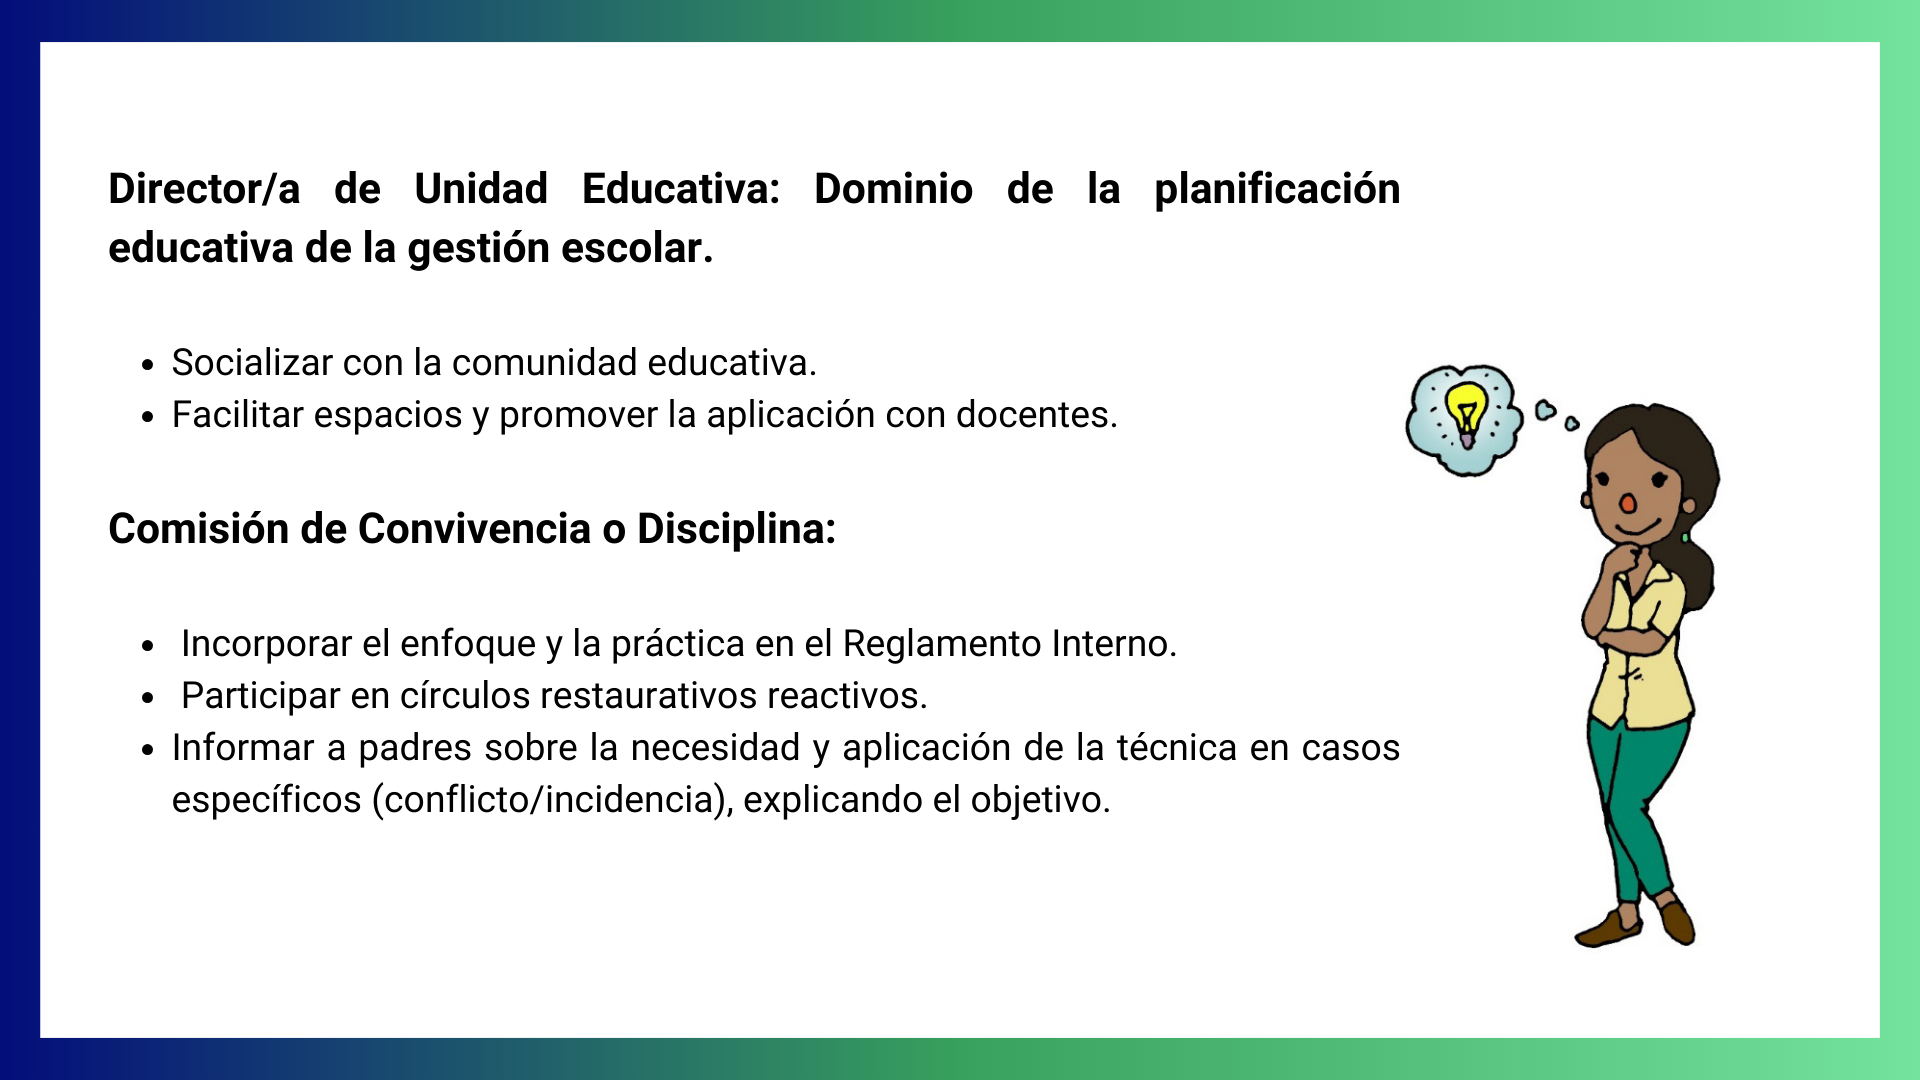 Director/a de Unidad Educativa: Dominio de la planificación
educativa de la gestión escolar.
• Socializar con la comunidad educativa.
• Facilitar espacios y promover la aplicación con docentes.
Comisión de Convivencia o Disciplina:
• Incorporar el enfoque y la práctica en el Reglamento Interno.
• Participar en círculos restaurativos reactivos.
• Informar a padres sobre la necesidad y aplicación de la técnica en casos
específicos (conflicto/incidencia), explicando el objetivo.